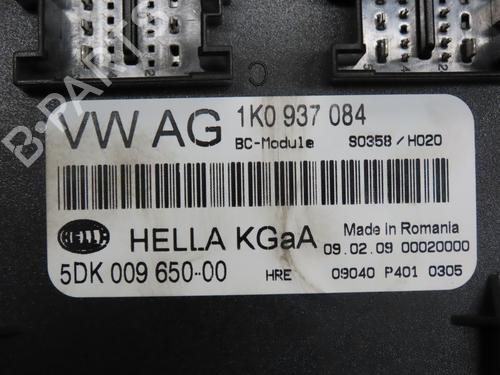 VW AG 1K0 937 084
BC-Module S0358/H020
HELLA
HELLA KGaA
Made in Romania
09.02.09 00020000
5DK 009 650-00 HRE 09040 P401 0305
B-PARTS